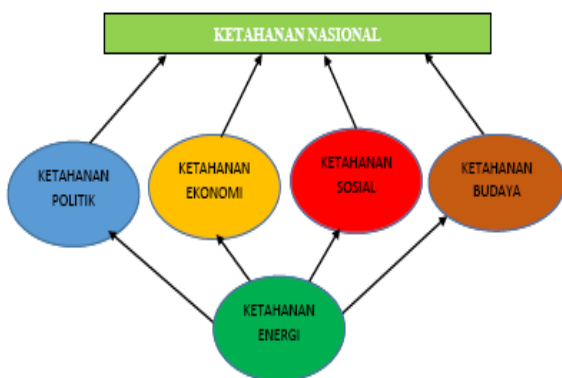 KETAHANAN NASIONAL
KETAHANAN
POLITIK
KETAHANAN
EKONOMI
KETAHANAN
SOSIAL
KETAHANAN
BUDAYA
KETAHANAN
ENERGI